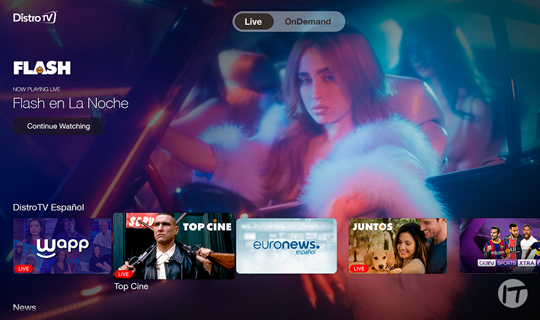 DistroTV
Live
OnDemand
FLASH
NOW PLAYING LIVE
Flash en La Noche
Continue Watching
DistroTV Español
wapp
LIVE
SERV
TOP CINE
LIVE
euronews.
español
JUNTOS
LIVE
beIN SPORTS XTRA
Top Cine
IT
News